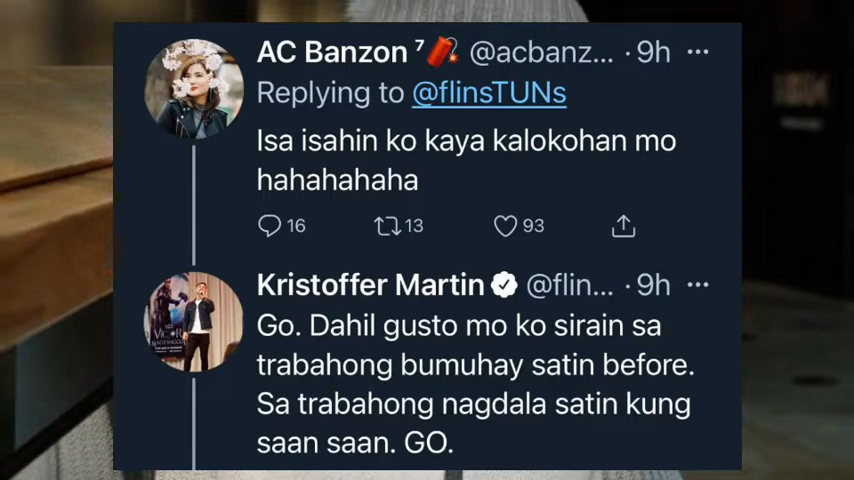 AC Banzon ⁷🧨 @acbanz... · 9h ...
Replying to @flinsTUNs
Isa isahin ko kaya kalokohan mo
hahahahaha
16 13 93
Kristoffer Martin @flin... · 9h ...
Go. Dahil gusto mo ko sirain sa
trabahong bumuhay satin before.
Sa trabahong nagdala satin kung
saan saan. GO.